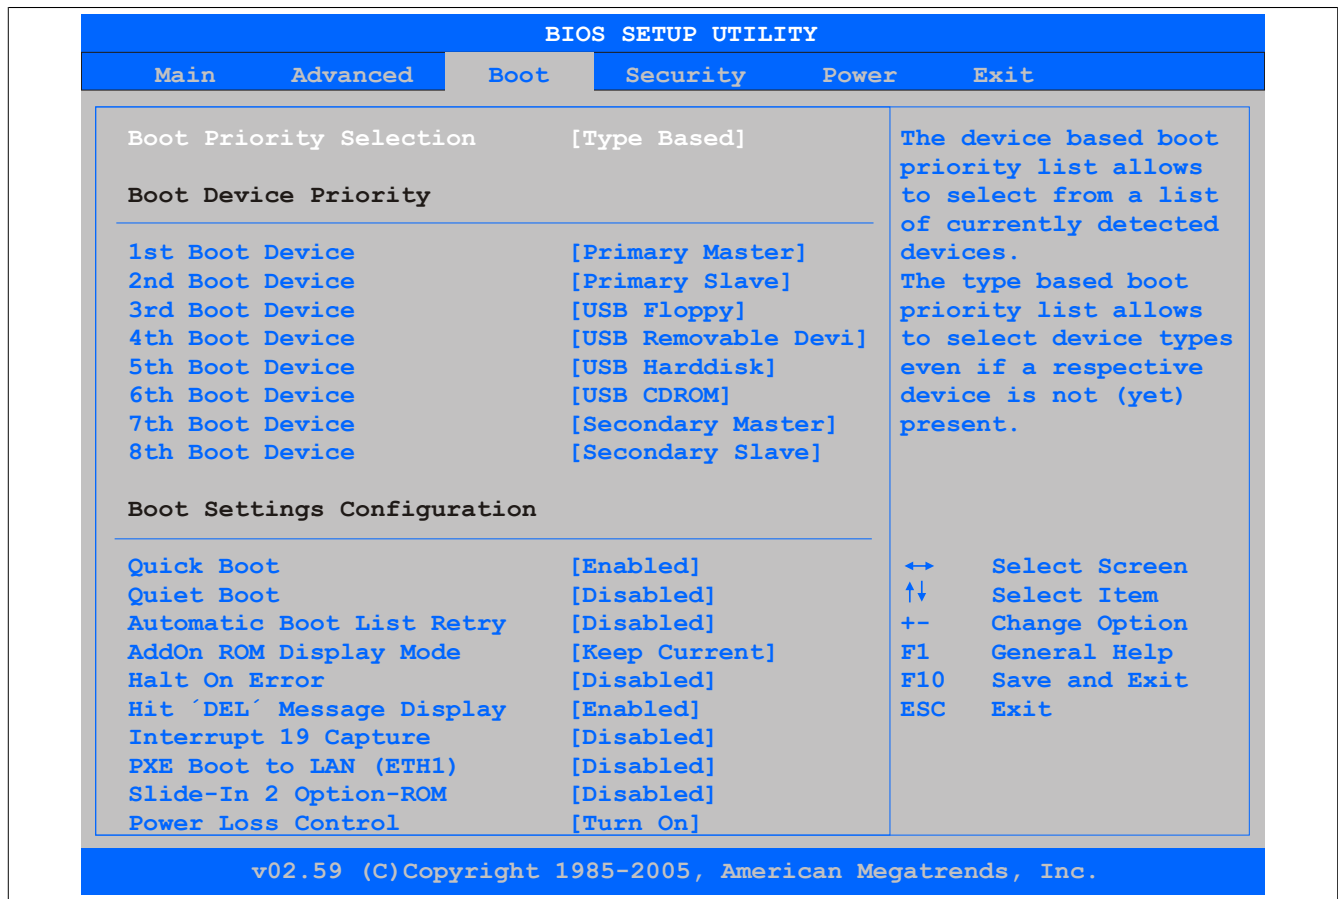 BIOS SETUP UTILITY
Main Advanced Boot Security Power Exit
Boot Priority Selection [Type Based]
Boot Device Priority
1st Boot Device [Primary Master]
2nd Boot Device [Primary Slave]
3rd Boot Device [USB Floppy]
4th Boot Device [USB Removable Devi]
5th Boot Device [USB Harddisk]
6th Boot Device [USB CDROM]
7th Boot Device [Secondary Master]
8th Boot Device [Secondary Slave]
Boot Settings Configuration
Quick Boot [Enabled]
Quiet Boot [Disabled]
Automatic Boot List Retry [Disabled]
AddOn ROM Display Mode [Keep Current]
Halt On Error [Disabled]
Hit ´DEL´ Message Display [Enabled]
Interrupt 19 Capture [Disabled]
PXE Boot to LAN (ETH1) [Disabled]
Slide-In 2 Option-ROM [Disabled]
Power Loss Control [Turn On]
The device based boot
priority list allows
to select from a list
of currently detected
devices.
The type based boot
priority list allows
to select device types
even if a respective
device is not (yet)
present.
↔ Select Screen
↑↓ Select Item
+- Change Option
F1 General Help
F10 Save and Exit
ESC Exit
v02.59 (C)Copyright 1985-2005, American Megatrends, Inc.